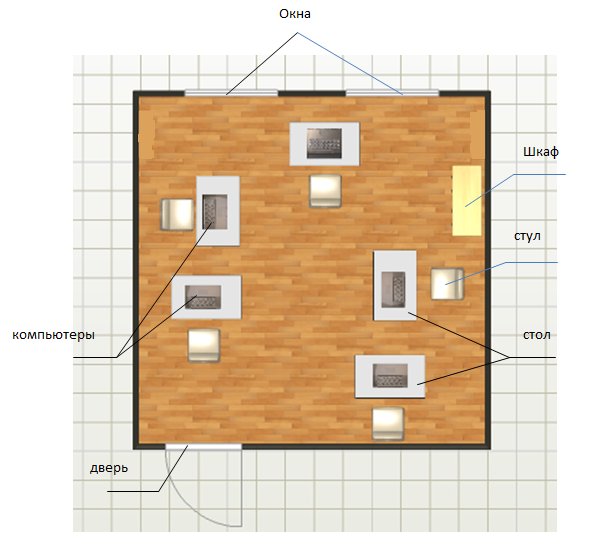 Окна
Шкаф
стул
компьютеры
стол
дверь